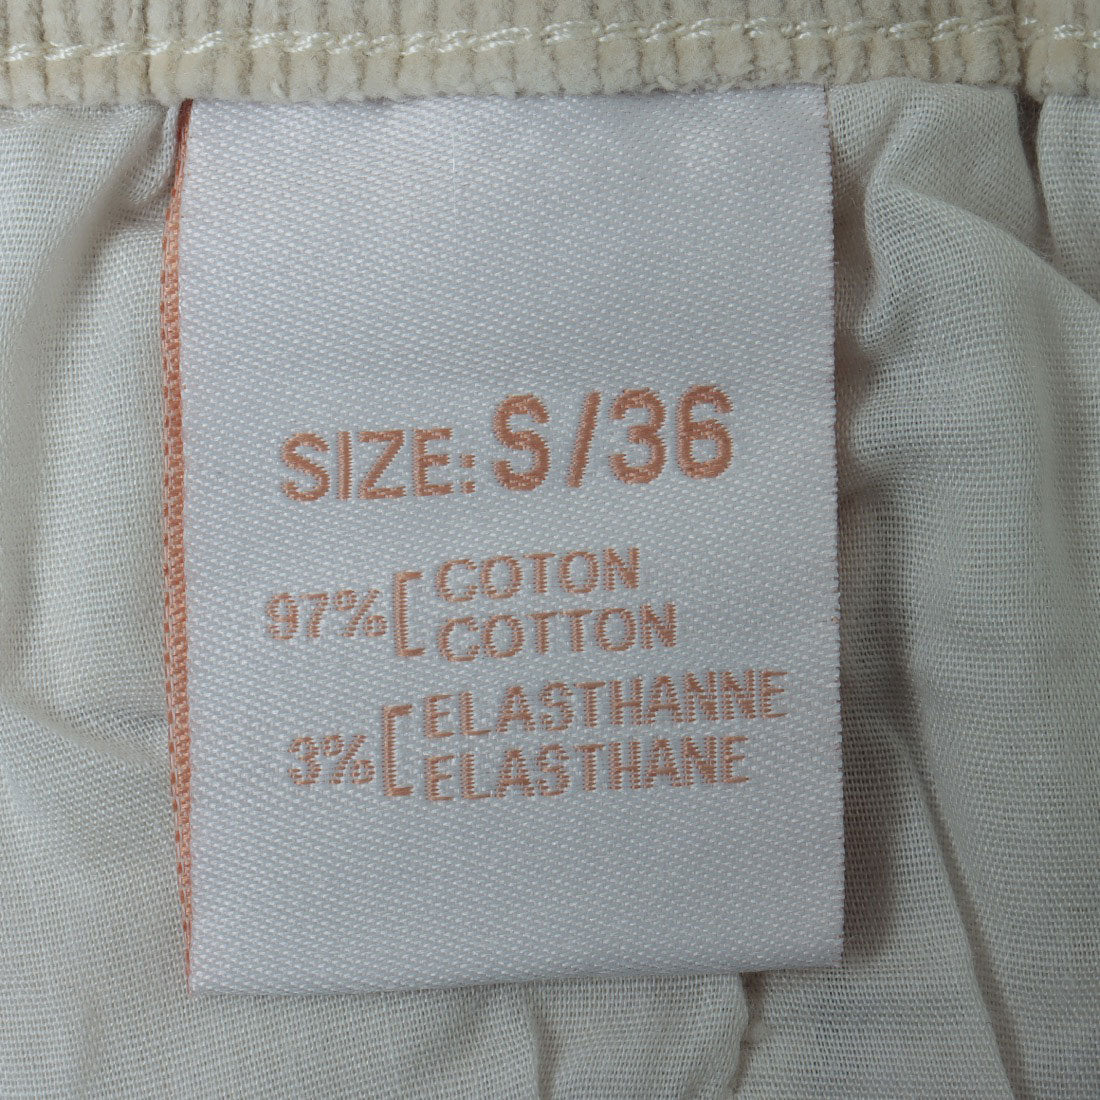 SIZE: S/36
97% [ COTON
COTTON
3% [ ELASTHANNE
ELASTHANE